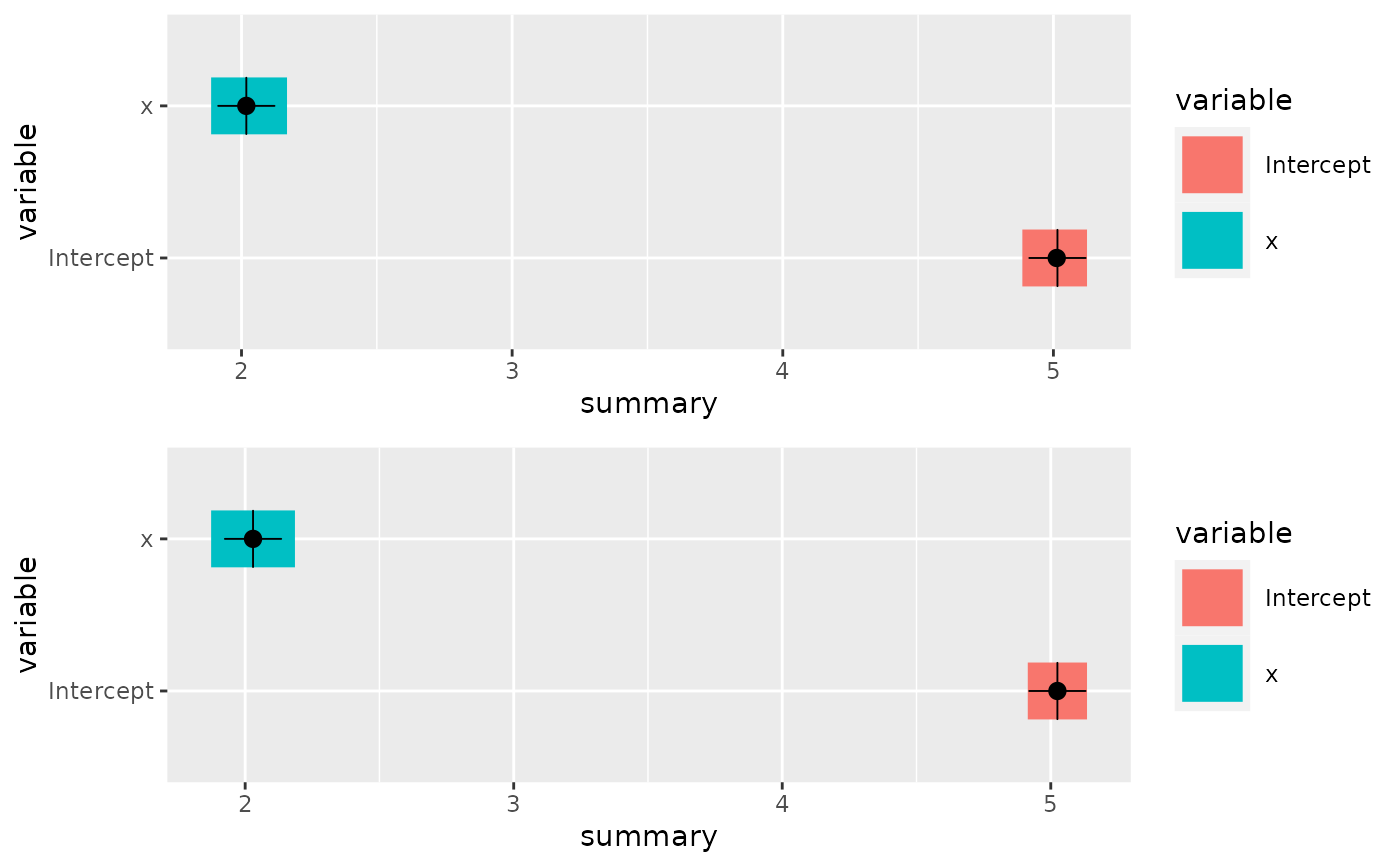 variable
x
Intercept
2 3 4 5
summary
variable
Intercept
x
variable
x
Intercept
2 3 4 5
summary
variable
Intercept
x